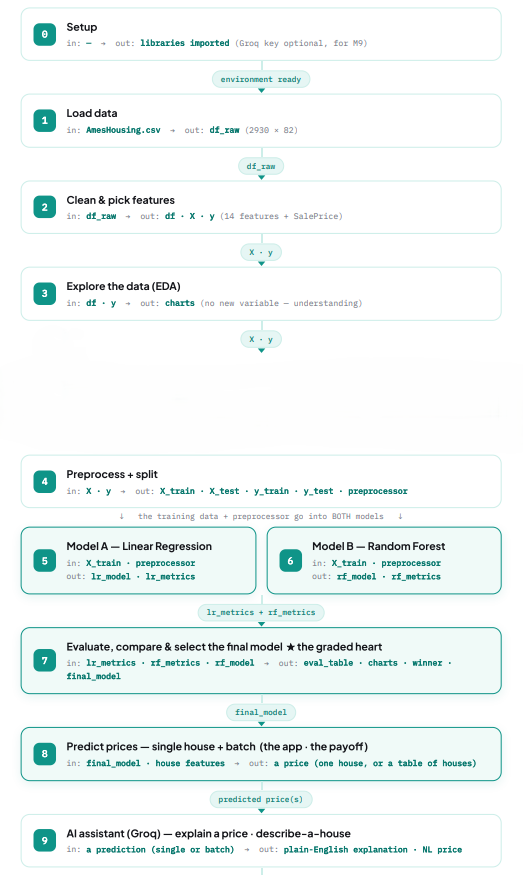 0
Setup
in: — → out: libraries imported (Groq key optional, for M9)
environment ready
1
Load data
in: AmesHousing.csv → out: df_raw (2930 × 82)
df_raw
2
Clean & pick features
in: df_raw → out: df · X · y (14 features + SalePrice)
X · y
3
Explore the data (EDA)
in: df · y → out: charts (no new variable — understanding)
X · y
4
Preprocess + split
in: X · y → out: X_train · X_test · y_train · y_test · preprocessor
↓ the training data + preprocessor go into BOTH models ↓
5
Model A — Linear Regression
in: X_train · preprocessor
out: lr_model · lr_metrics
6
Model B — Random Forest
in: X_train · preprocessor
out: rf_model · rf_metrics
lr_metrics + rf_metrics
7
Evaluate, compare & select the final model ★ the graded heart
in: lr_metrics · rf_metrics · rf_model → out: eval_table · charts · winner ·
final_model
final_model
8
Predict prices — single house + batch (the app · the payoff)
in: final_model · house features → out: a price (one house, or a table of houses)
predicted price(s)
9
AI assistant (Groq) — explain a price · describe-a-house
in: a prediction (single or batch) → out: plain-English explanation · NL price